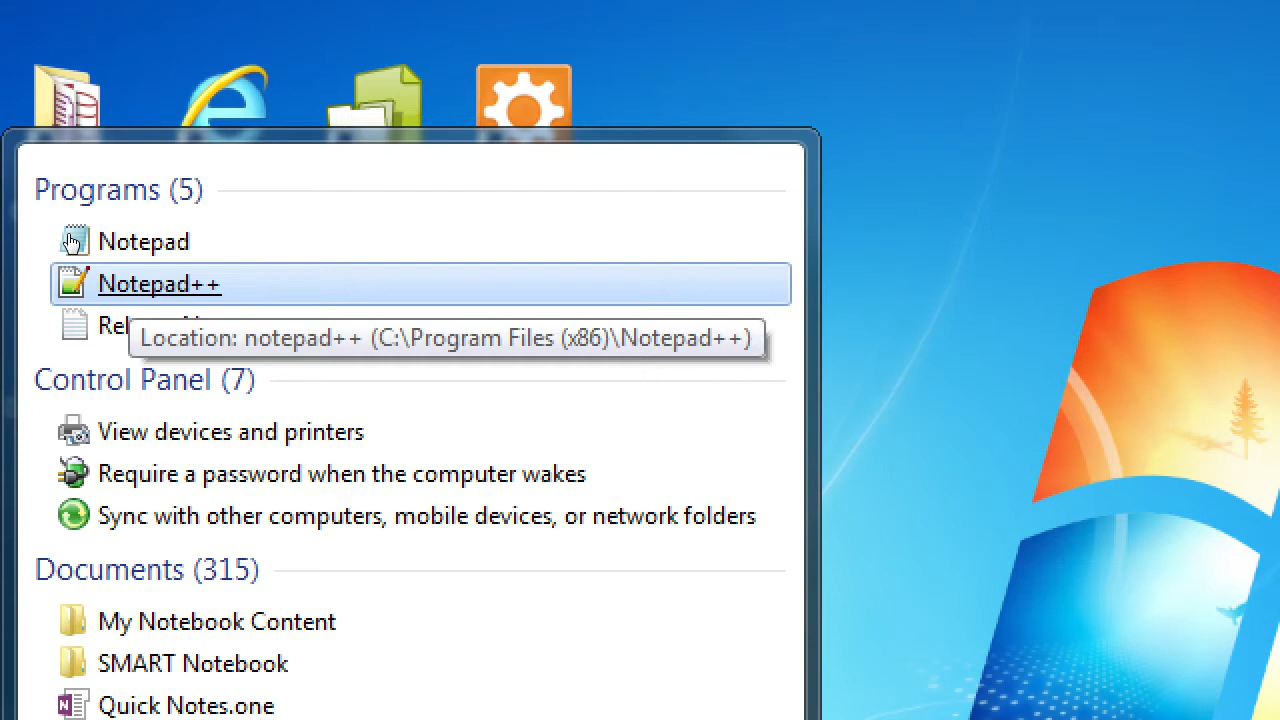 Programs (5)
Notepad
Notepad++
Location: notepad++ (C:\Program Files (x86)\Notepad++)
Control Panel (7)
View devices and printers
Require a password when the computer wakes
Sync with other computers, mobile devices, or network folders
Documents (315)
My Notebook Content
SMART Notebook
Quick Notes.one